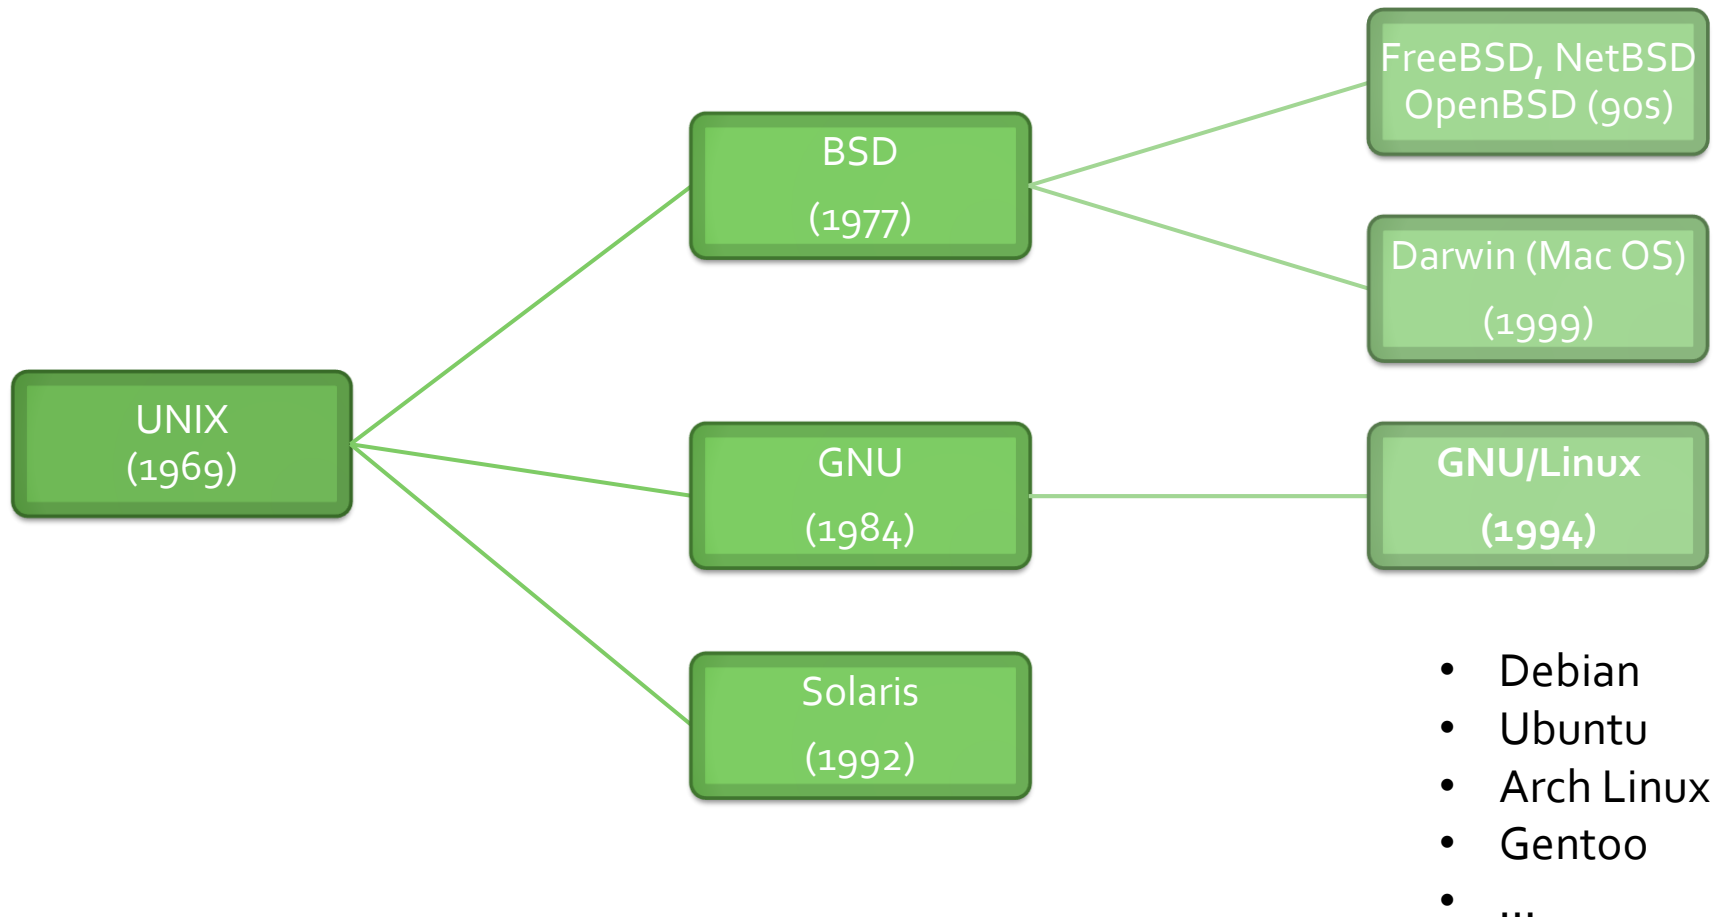 UNIX
(1969)
BSD
(1977)
GNU
(1984)
Solaris
(1992)
FreeBSD, NetBSD
OpenBSD (90s)
Darwin (Mac OS)
(1999)
GNU/Linux
(1994)
• Debian
• Ubuntu
• Arch Linux
• Gentoo
• ...